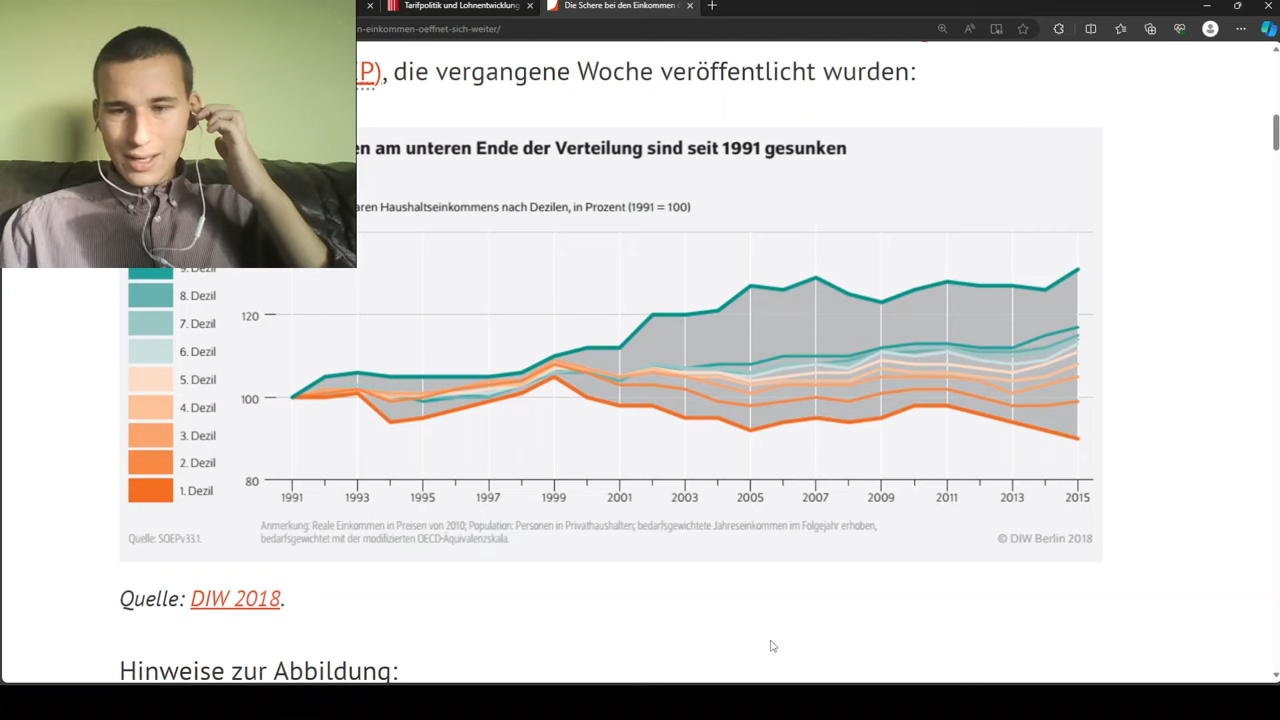 Tarifpolitik und Lohnentwicklung
Die Schere bei den Einkommen
n-einkommen-oeffnet-sich-weiter/
P), die vergangene Woche veröffentlicht wurden:
en am unteren Ende der Verteilung sind seit 1991 gesunken
aren Haushaltseinkommens nach Dezilen, in Prozent (1991 = 100)
9. Dezil
8. Dezil
7. Dezil
6. Dezil
5. Dezil
4. Dezil
3. Dezil
2. Dezil
1. Dezil
120
100
80
1991 1993 1995 1997 1999 2001 2003 2005 2007 2009 2011 2013 2015
Anmerkung: Reale Einkommen in Preisen von 2010; Population: Personen in Privathaushalten; bedarfsgewichtete Jahreseinkommen im Folgejahr erhoben,
bedarfsgewichtet mit der modifizierten OECD-Äquivalenzskala.
Quelle: SOEPv33.1.
© DIW Berlin 2018
Quelle: DIW 2018.
Hinweise zur Abbildung: